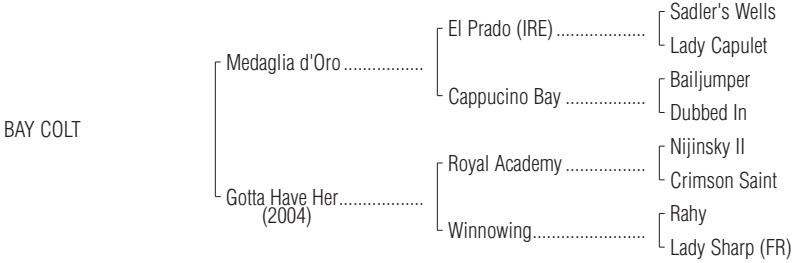 Sadler's Wells
El Prado (IRE)
Lady Capulet
Medaglia d'Oro
Bailjumper
Cappucino Bay
Dubbed In
BAY COLT
Nijinsky II
Royal Academy
Crimson Saint
Gotta Have Her
(2004)
Rahy
Winnowing
Lady Sharp (FR)